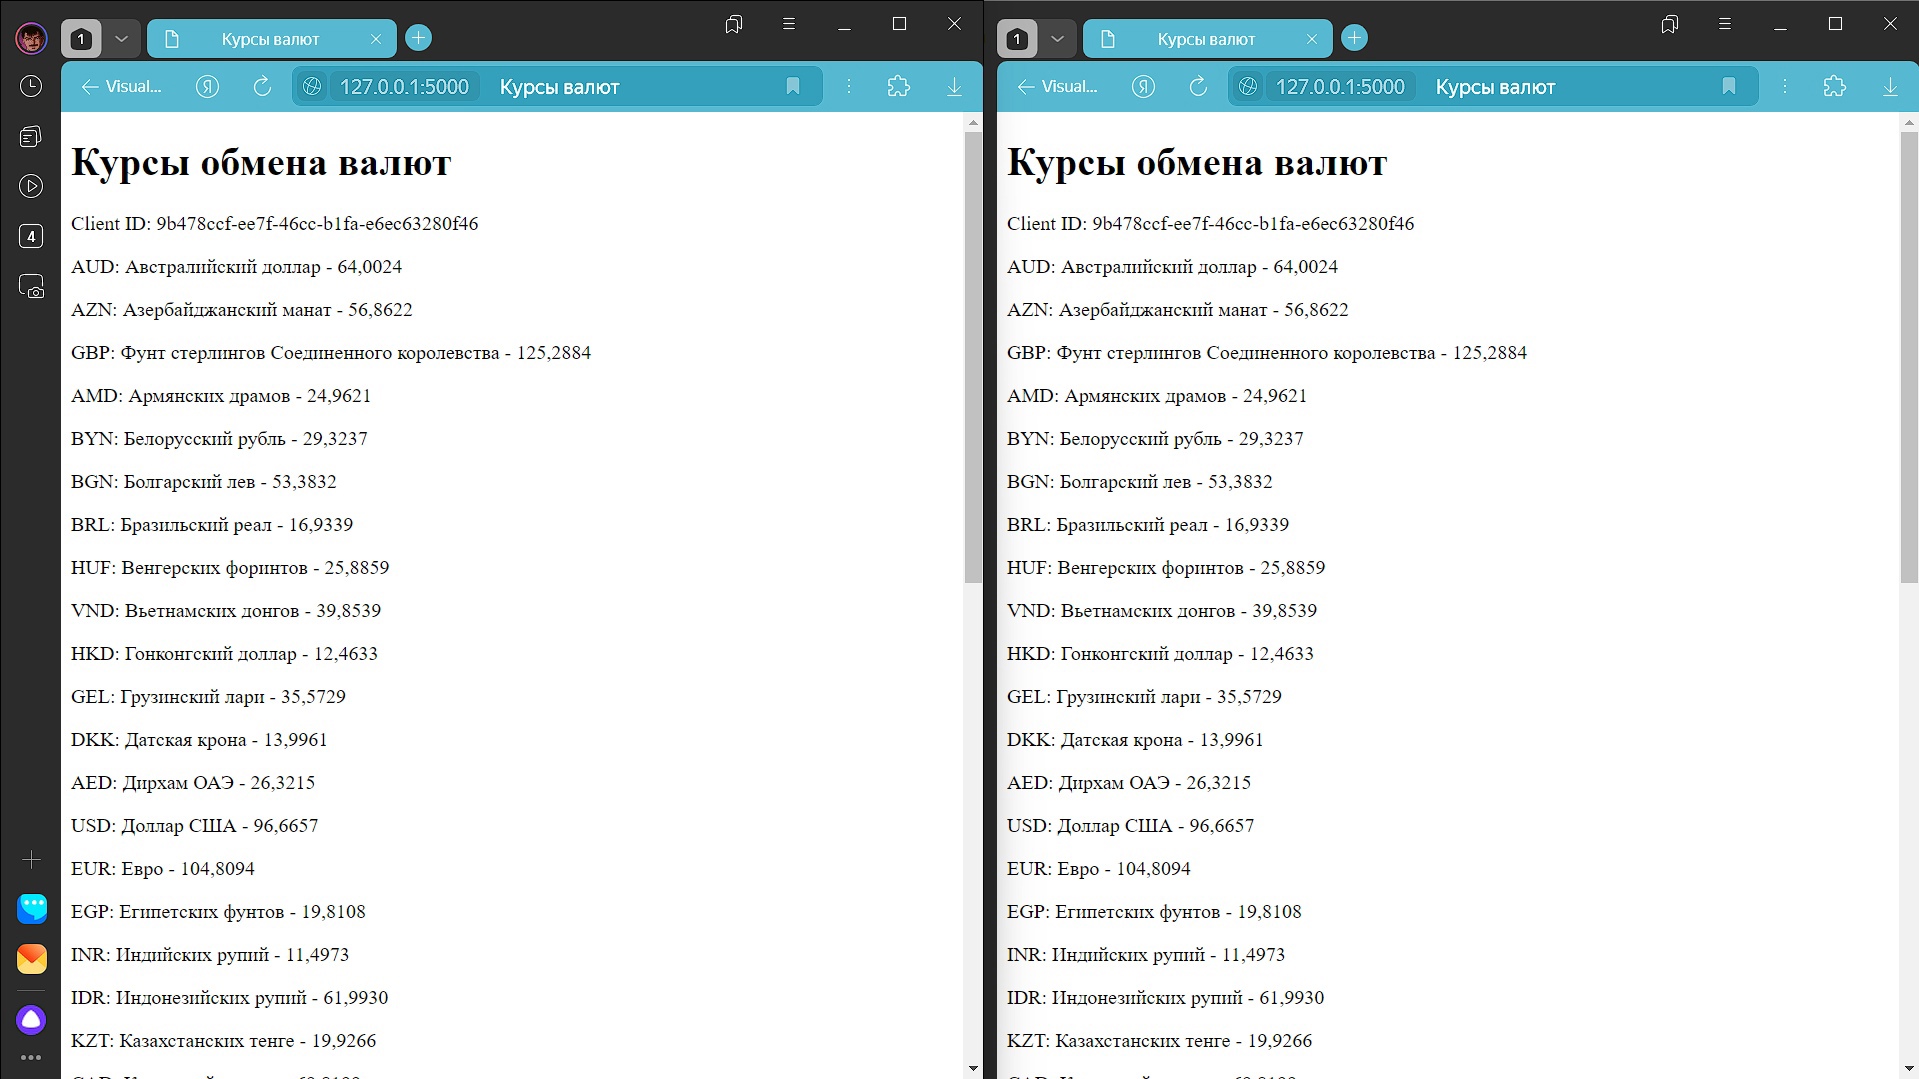 1
Курсы валют
Visual...
127.0.0.1:5000 Курсы валют
4
Курсы обмена валют
Client ID: 9b478ccf-ee7f-46cc-b1fa-e6ec63280f46
AUD: Австралийский доллар - 64,0024
AZN: Азербайджанский манат - 56,8622
GBP: Фунт стерлингов Соединенного королевства - 125,2884
AMD: Армянских драмов - 24,9621
BYN: Белорусский рубль - 29,3237
BGN: Болгарский лев - 53,3832
BRL: Бразильский реал - 16,9339
HUF: Венгерских форинтов - 25,8859
VND: Вьетнамских донгов - 39,8539
HKD: Гонконгский доллар - 12,4633
GEL: Грузинский лари - 35,5729
DKK: Датская крона - 13,9961
AED: Дирхам ОАЭ - 26,3215
USD: Доллар США - 96,6657
EUR: Евро - 104,8094
EGP: Египетских фунтов - 19,8108
INR: Индийских рупий - 11,4973
IDR: Индонезийских рупий - 61,9930
KZT: Казахстанских тенге - 19,9266
1
Курсы валют
Visual...
127.0.0.1:5000 Курсы валют
Курсы обмена валют
Client ID: 9b478ccf-ee7f-46cc-b1fa-e6ec63280f46
AUD: Австралийский доллар - 64,0024
AZN: Азербайджанский манат - 56,8622
GBP: Фунт стерлингов Соединенного королевства - 125,2884
AMD: Армянских драмов - 24,9621
BYN: Белорусский рубль - 29,3237
BGN: Болгарский лев - 53,3832
BRL: Бразильский реал - 16,9339
HUF: Венгерских форинтов - 25,8859
VND: Вьетнамских донгов - 39,8539
HKD: Гонконгский доллар - 12,4633
GEL: Грузинский лари - 35,5729
DKK: Датская крона - 13,9961
AED: Дирхам ОАЭ - 26,3215
USD: Доллар США - 96,6657
EUR: Евро - 104,8094
EGP: Египетских фунтов - 19,8108
INR: Индийских рупий - 11,4973
IDR: Индонезийских рупий - 61,9930
KZT: Казахстанских тенге - 19,9266